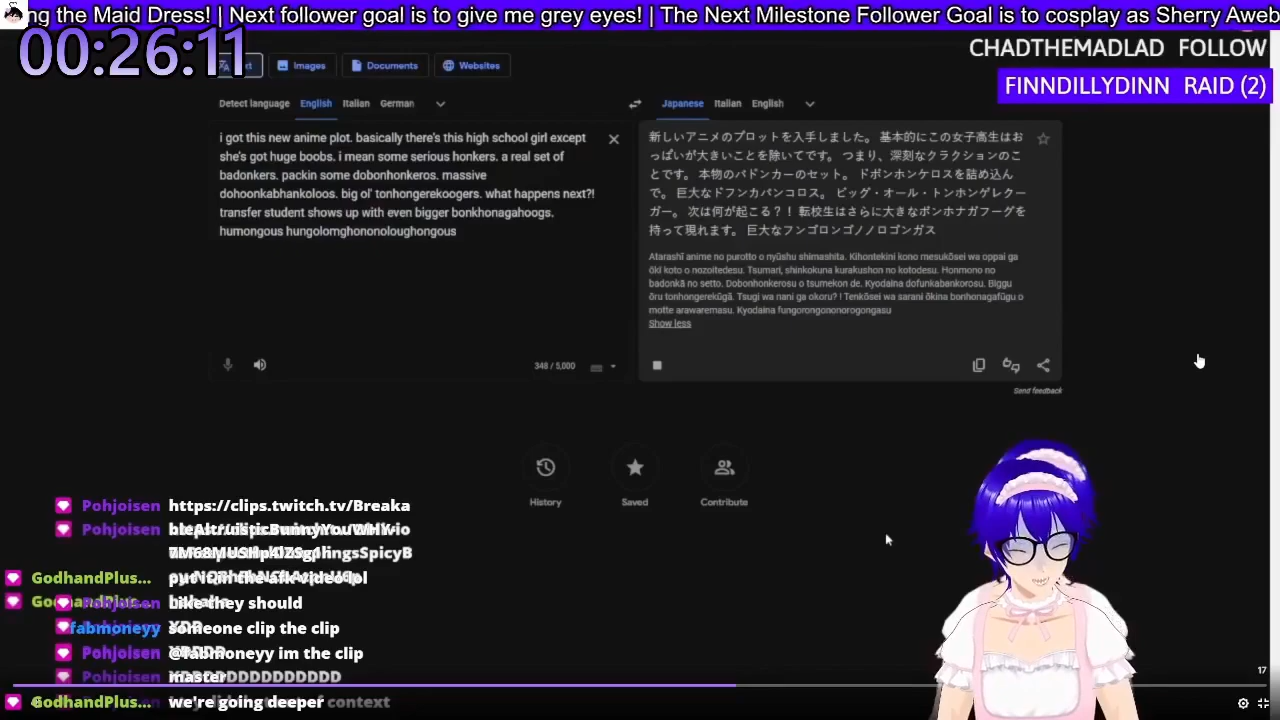 ng the Maid Dress! | Next follower goal is to give me grey eyes! | The Next Milestone Follower Goal is to cosplay as Sherry Aweb
00:26:11
CHADTHEMADLAD FOLLOW
FINNDILLYDINN RAID (2)
Images
Documents
Websites
Detect language
English
Italian
German
Japanese
Italian
English
i got this new anime plot. basically there's this high school girl except
she's got huge boobs. i mean some serious honkers. a real set of
badonkers. packin some dobonhonkeros. massive
dohoonkabhankoloos. big ol' tonhongerekoogers. what happens next?!
transfer student shows up with even bigger bonkhonagahoogs.
humongous hungolomghononoloughongous
348 / 5,000
新しいアニメのプロットを入手しました。 基本的にこの女子高生はお
っぱいが大きいことを除いてです。 つまり、深刻なクラクションのこ
とです。 本物のバドンカーのセット。 ドボンホンケロスを詰め込ん
で。 巨大なドフンカバンコロス。 ビッグ・オール・トンホンゲレクー
ガー。 次は何が起こる？！ 転校生はさらに大きなボンホナガフーグを
持って現れます。 巨大なフンゴロンゴノノロゴンガス
Atarashī anime no purotto o nyūshu shimashita. Kihontekini kono mesukōsei wa oppai ga
ōkī koto o nozoitedesu. Tsumari, shinkokuna kurakushon no kotodesu. Honmono no
badonkā no setto. Dobonhonkerosu o tsumekon de. Kyodaina dofunkabankorosu. Biggu
ōru tonhongerekūgā. Tsugi wa nani ga okoru? ! Tenkōsei wa sarani ōkina bonhonagafūgu o
motte arawaremasu. Kyodaina fungorongononorogongasu
Show less
Send feedback
History
Saved
Contribute
Pohjoisen https://clips.twitch.tv/Breaka
Pohjoisen
GodhandPlus...
Pohjoisen like they should
fabmoneyy someone clip the clip
Pohjoisen @fabmoneyy im the clip
Pohjoisen master
GodhandPlus... we're going deeper context
17